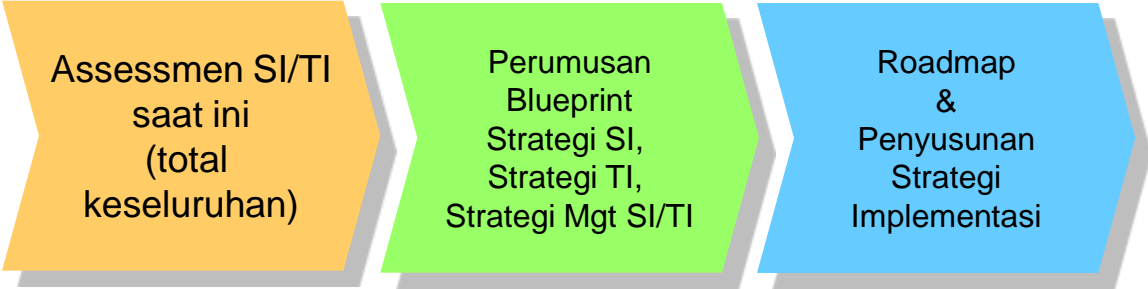 Assessmen SI/TI
saat ini
(total
keseluruhan)
Perumusan
Blueprint
Strategi SI,
Strategi TI,
Strategi Mgt SI/TI
Roadmap
&
Penyusunan
Strategi
Implementasi